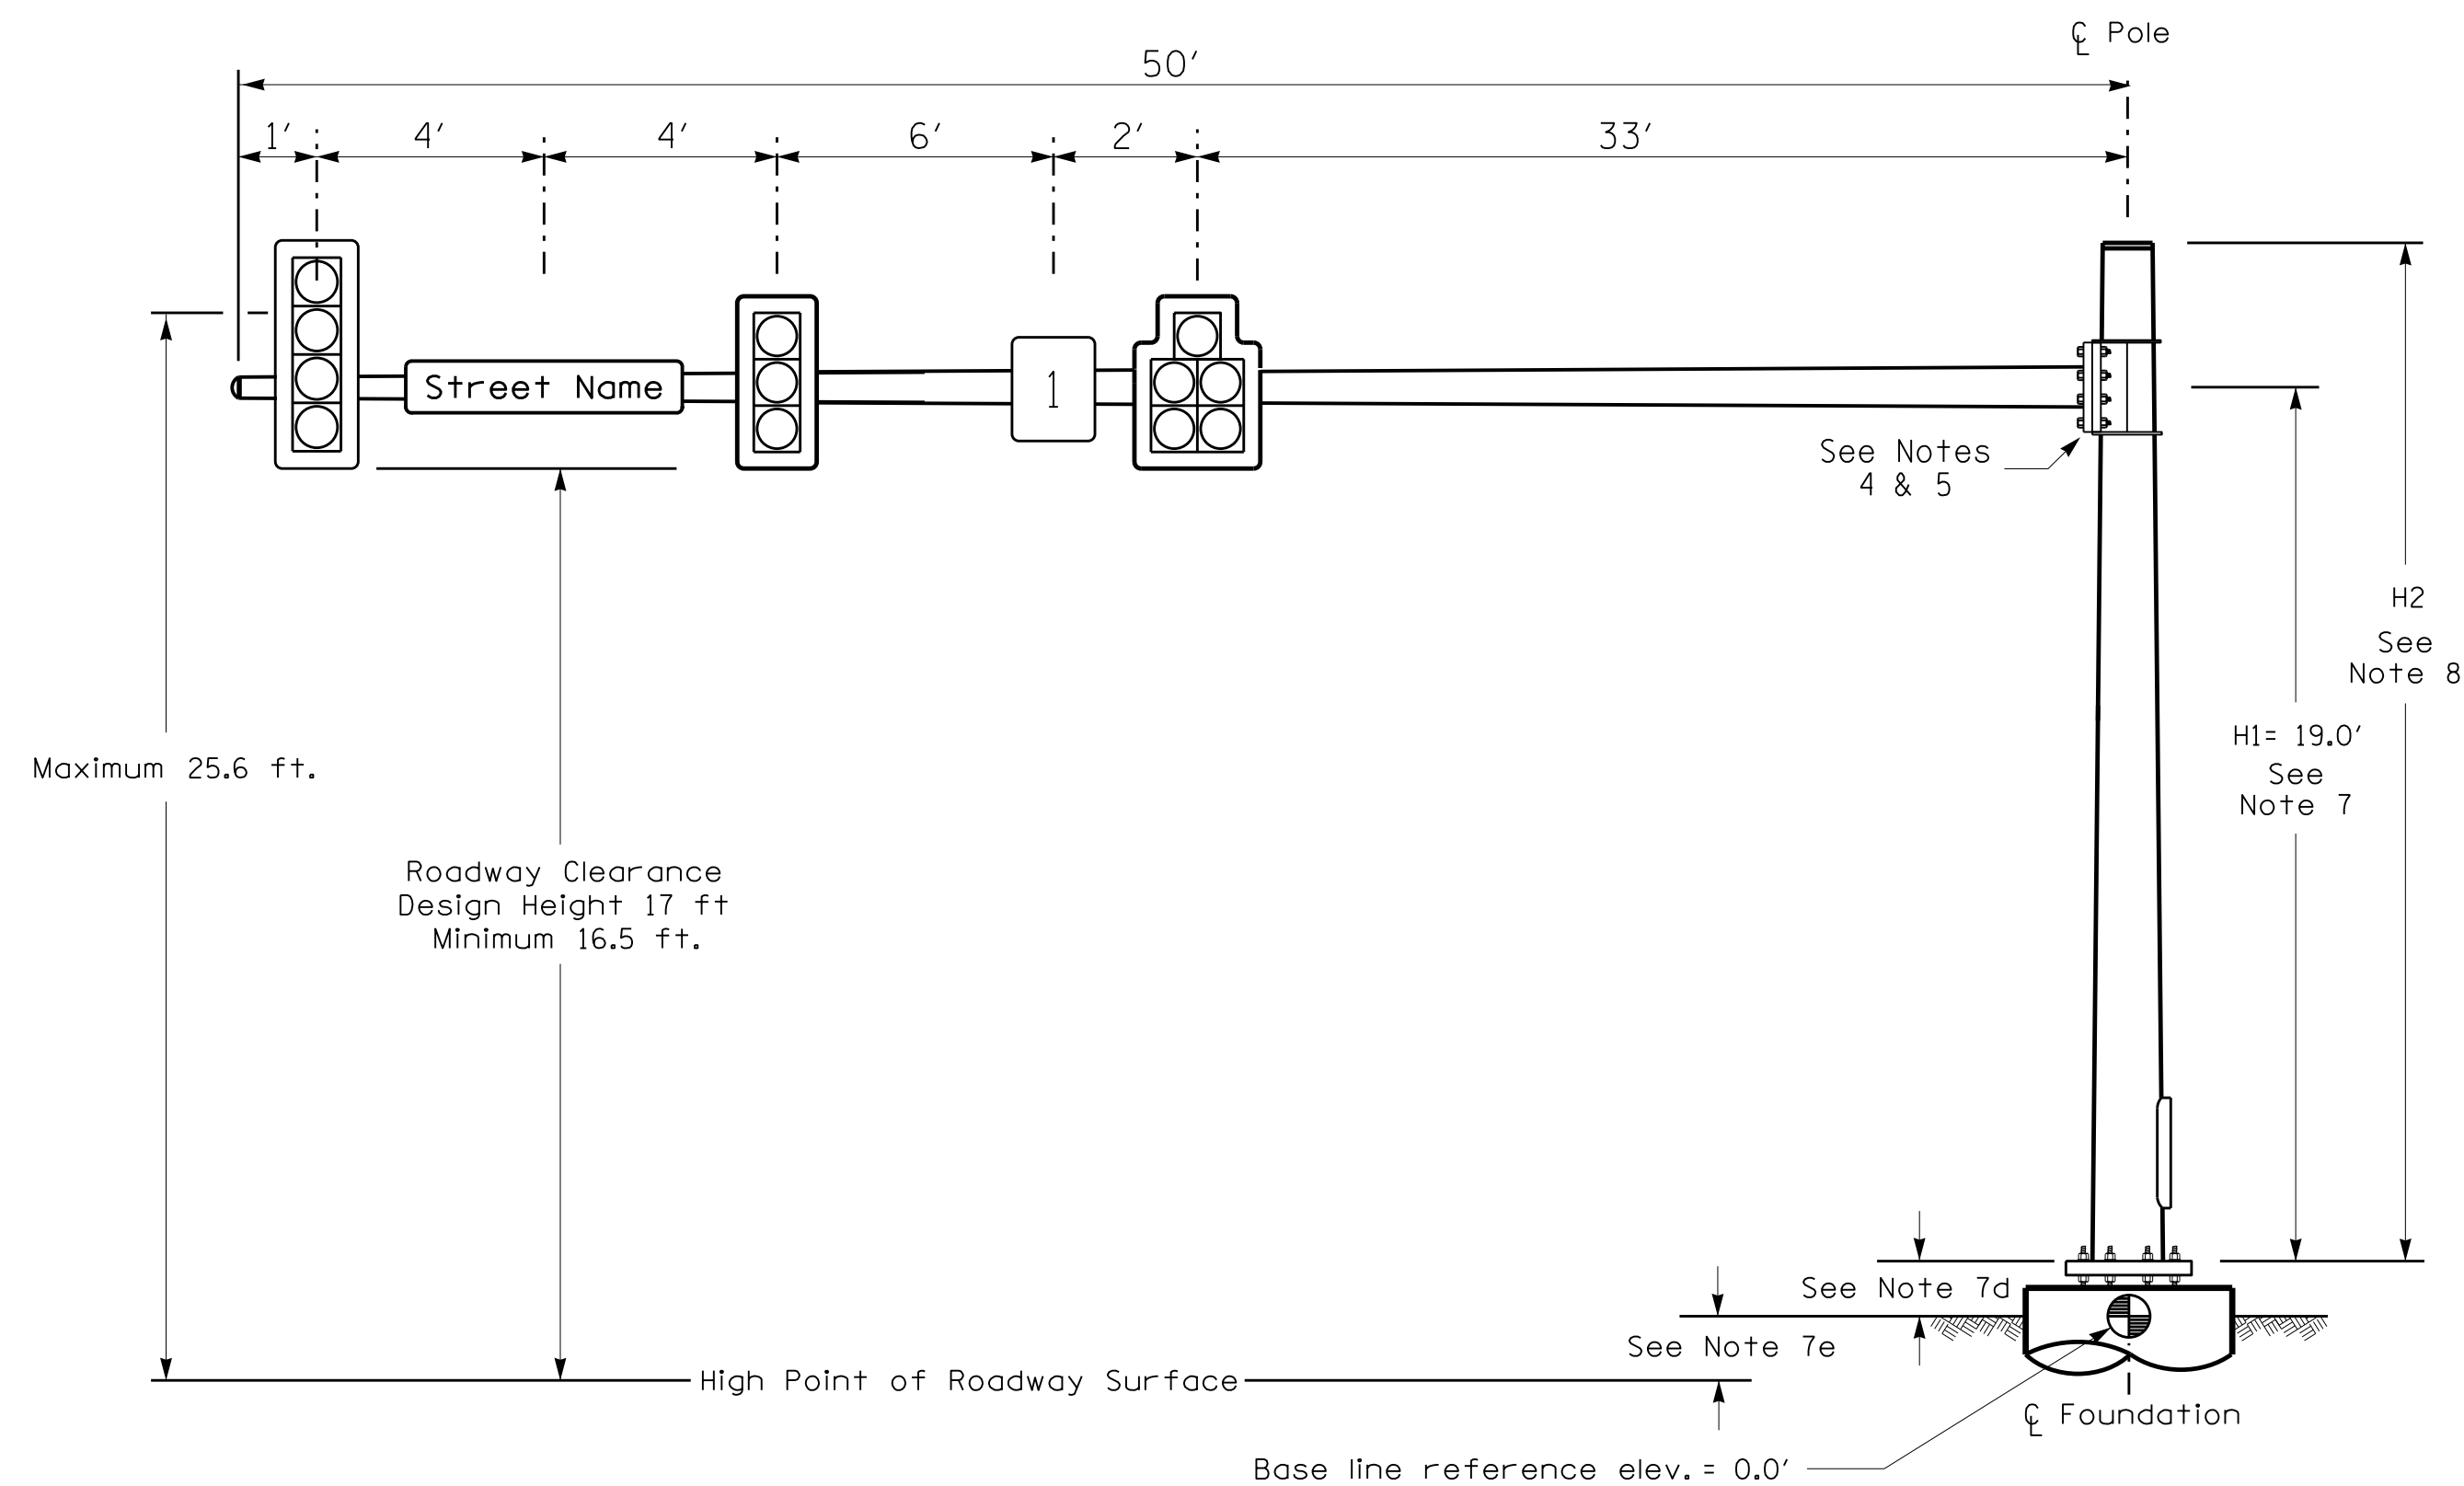 ℄ Pole
50'
1' 4' 4' 6' 2' 33'
Street Name
1
See Notes
4 & 5
H2
See
Note 8
H1= 19.0'
See
Note 7
Maximum 25.6 ft.
Roadway Clearance
Design Height 17 ft
Minimum 16.5 ft.
See Note 7d
See Note 7e
High Point of Roadway Surface
℄ Foundation
Base line reference elev. = 0.0'